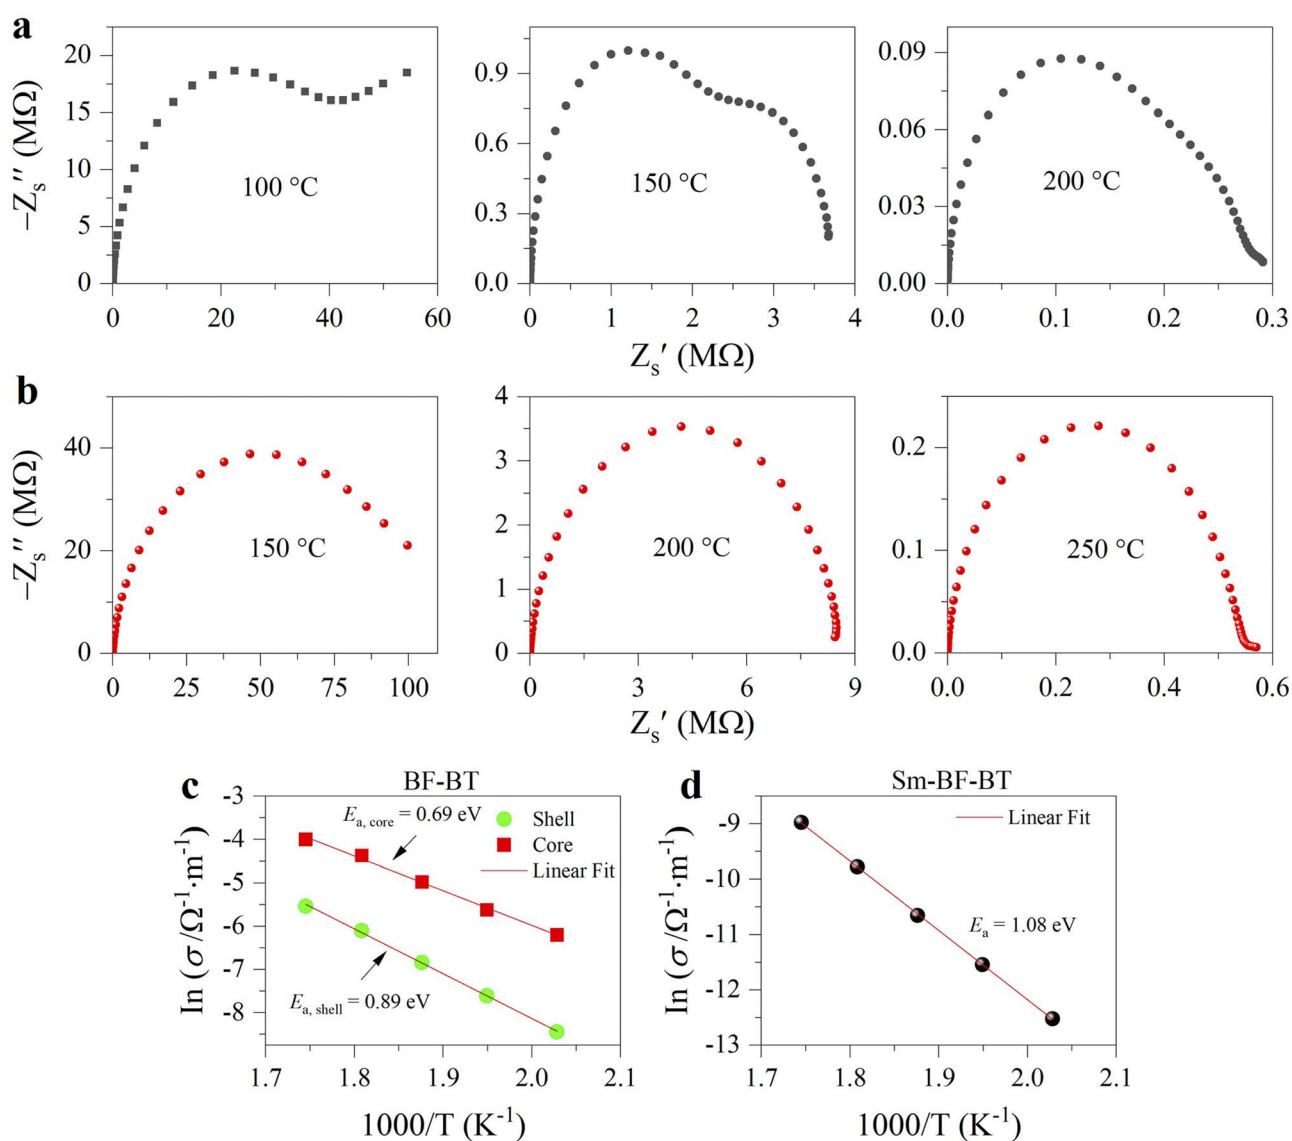 a
−Zs′′ (MΩ)
20
15
10
5
0
0 20 40 60
100 °C
0.9
0.6
0.3
0.0
0 1 2 3 4
150 °C
0.09
0.06
0.03
0.00
0.0 0.1 0.2 0.3
200 °C
Zs′ (MΩ)
b
−Zs′′ (MΩ)
40
20
0
0 25 50 75 100
150 °C
4
3
2
1
0
0 3 6 9
200 °C
0.2
0.1
0.0
0.0 0.2 0.4 0.6
250 °C
Zs′ (MΩ)
c
BF-BT
In (σ /Ω⁻¹·m⁻¹)
-3
-4
-5
-6
-7
-8
Ea, core = 0.69 eV
Shell
Core
Linear Fit
Ea, shell = 0.89 eV
1.7 1.8 1.9 2.0 2.1
1000/T (K⁻¹)
d
Sm-BF-BT
In (σ /Ω⁻¹·m⁻¹)
-9
-10
-11
-12
-13
Linear Fit
Ea = 1.08 eV
1.7 1.8 1.9 2.0 2.1
1000/T (K⁻¹)